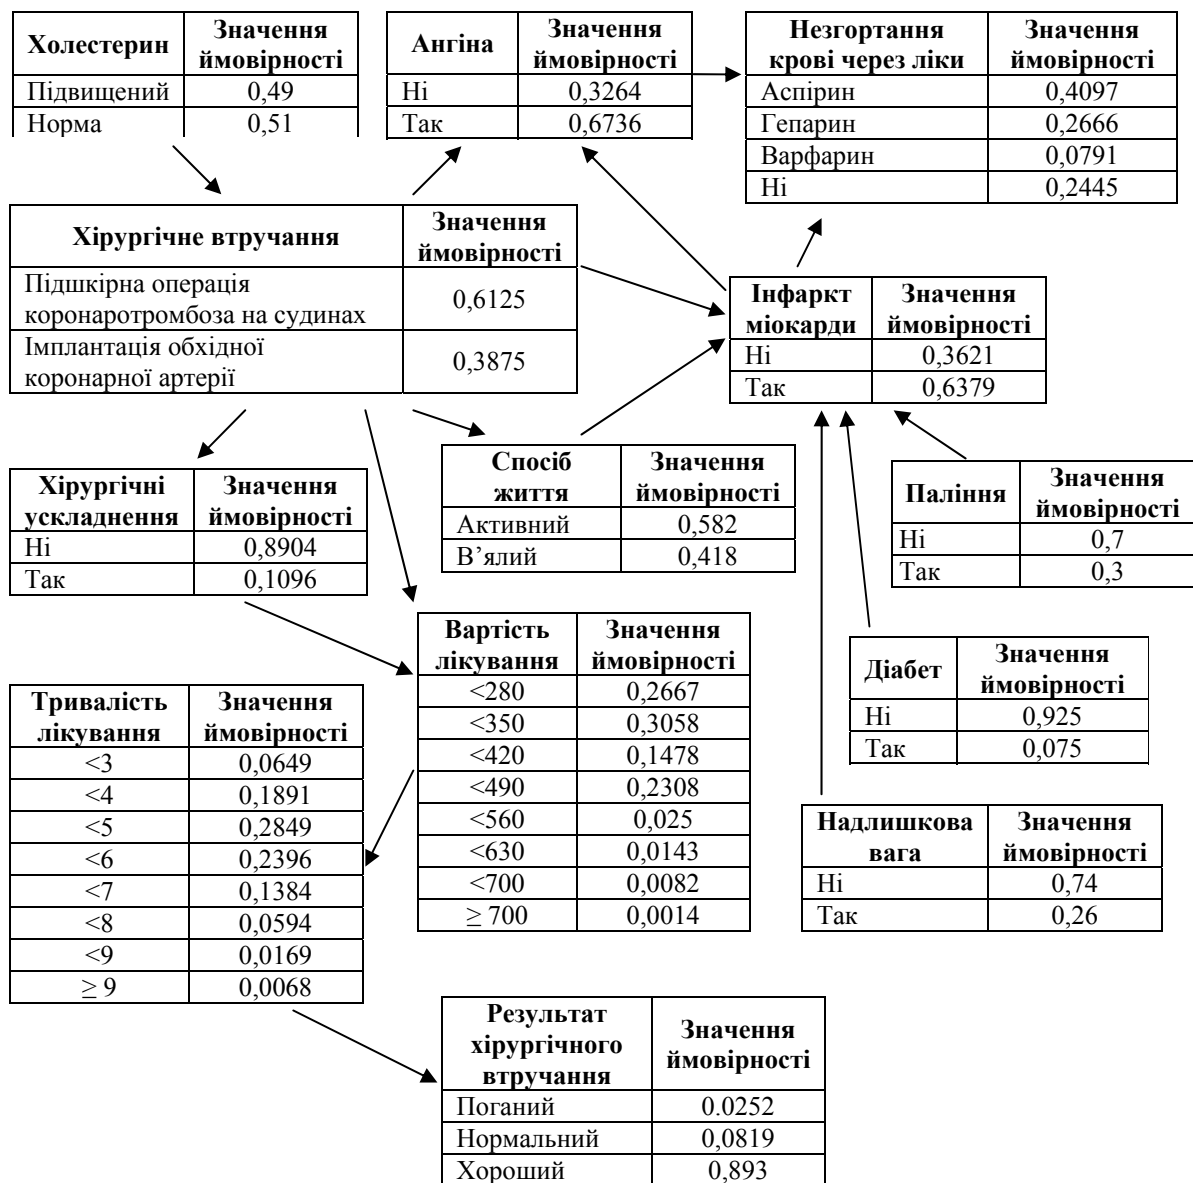 Холестерин Значення ймовірності
Підвищений 0,49
Норма 0,51
Ангіна Значення ймовірності
Ні 0,3264
Так 0,6736
Незгортання крові через ліки Значення ймовірності
Аспірин 0,4097
Гепарин 0,2666
Варфарин 0,0791
Ні 0,2445
Хірургічне втручання Значення ймовірності
Підшкірна операція
коронаротромбоза на судинах 0,6125
Імплантація обхідної
коронарної артерії 0,3875
Інфаркт міокарди Значення ймовірності
Ні 0,3621
Так 0,6379
Хірургічні ускладнення Значення ймовірності
Ні 0,8904
Так 0,1096
Спосіб життя Значення ймовірності
Активний 0,582
В’ялий 0,418
Паління Значення ймовірності
Ні 0,7
Так 0,3
Вартість лікування Значення ймовірності
<280 0,2667
<350 0,3058
<420 0,1478
<490 0,2308
<560 0,025
<630 0,0143
<700 0,0082
≥ 700 0,0014
Діабет Значення ймовірності
Ні 0,925
Так 0,075
Тривалість лікування Значення ймовірності
<3 0,0649
<4 0,1891
<5 0,2849
<6 0,2396
<7 0,1384
<8 0,0594
<9 0,0169
≥ 9 0,0068
Надлишкова вага Значення ймовірності
Ні 0,74
Так 0,26
Результат хірургічного втручання Значення ймовірності
Поганий 0.0252
Нормальний 0,0819
Хороший 0,893